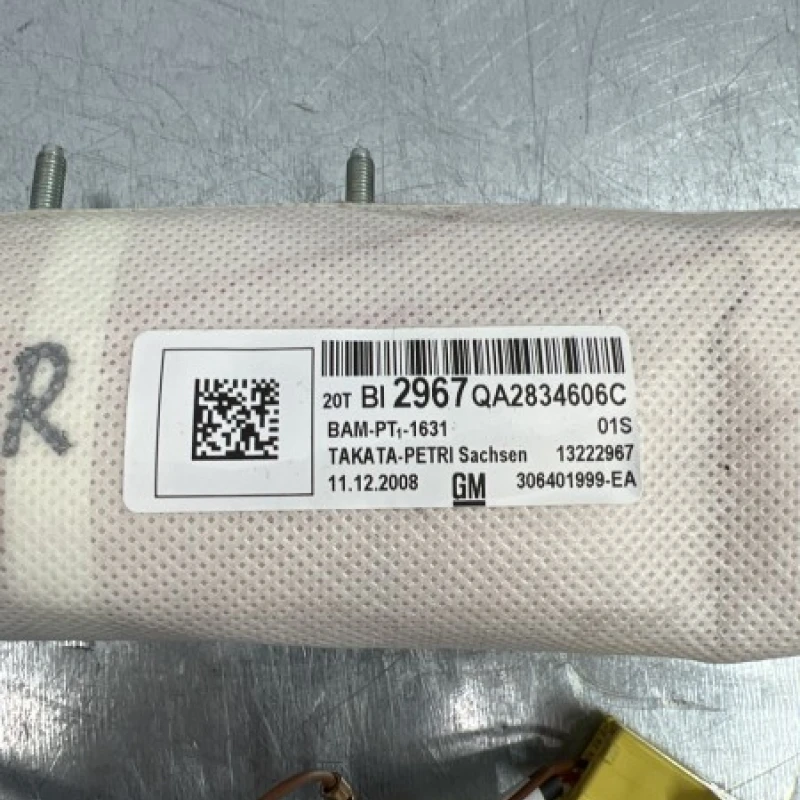 R
20T BI 2967 QA2834606C
BAM-PT₁-1631 01S
TAKATA-PETRI Sachsen 13222967
11.12.2008 GM 306401999-EA